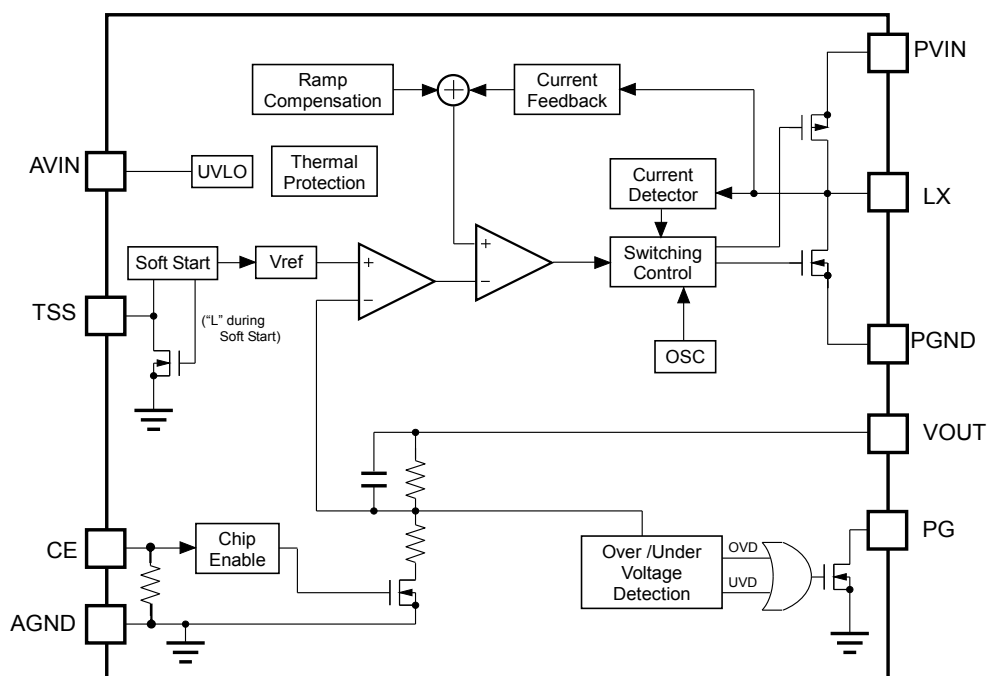 PVIN
Ramp
Compensation
+
Current
Feedback
AVIN
UVLO
Thermal
Protection
Current
Detector
LX
Soft Start
Vref
+
−
+
−
Switching
Control
TSS
("L" during
Soft Start)
OSC
PGND
VOUT
CE
Chip
Enable
Over /Under
Voltage
Detection
OVD
UVD
PG
AGND